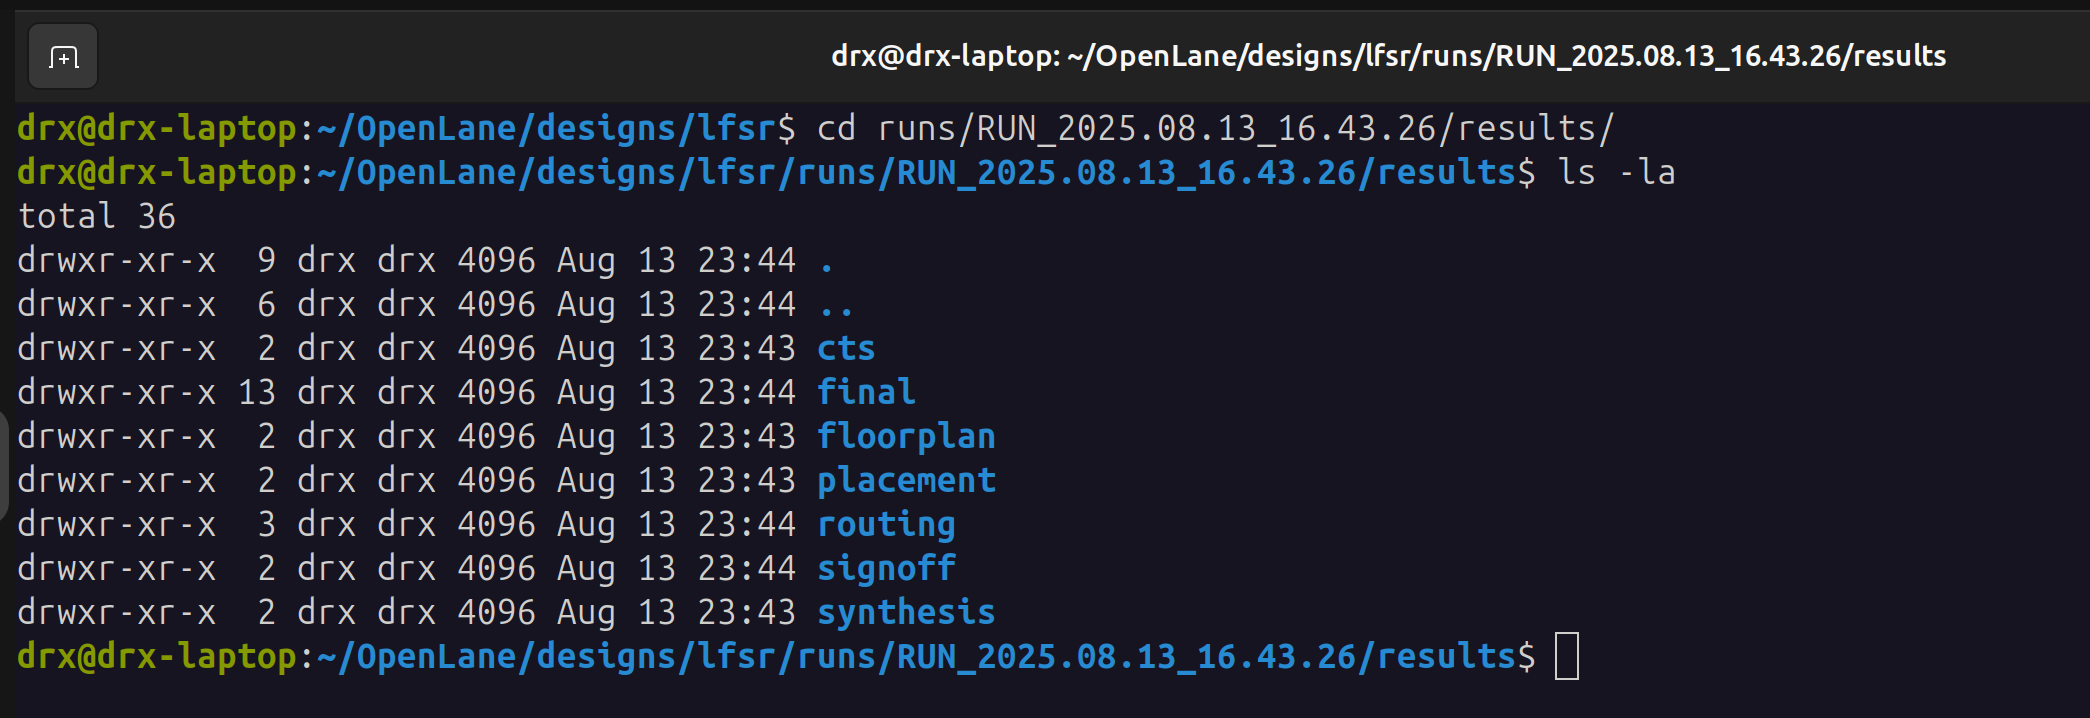 drx@drx-laptop: ~/OpenLane/designs/lfsr/runs/RUN_2025.08.13_16.43.26/results
drx@drx-laptop:~/OpenLane/designs/lfsr$ cd runs/RUN_2025.08.13_16.43.26/results/
drx@drx-laptop:~/OpenLane/designs/lfsr/runs/RUN_2025.08.13_16.43.26/results$ ls -la
total 36
drwxr-xr-x  9 drx drx 4096 Aug 13 23:44 .
drwxr-xr-x  6 drx drx 4096 Aug 13 23:44 ..
drwxr-xr-x  2 drx drx 4096 Aug 13 23:43 cts
drwxr-xr-x 13 drx drx 4096 Aug 13 23:44 final
drwxr-xr-x  2 drx drx 4096 Aug 13 23:43 floorplan
drwxr-xr-x  2 drx drx 4096 Aug 13 23:43 placement
drwxr-xr-x  3 drx drx 4096 Aug 13 23:44 routing
drwxr-xr-x  2 drx drx 4096 Aug 13 23:44 signoff
drwxr-xr-x  2 drx drx 4096 Aug 13 23:43 synthesis
drx@drx-laptop:~/OpenLane/designs/lfsr/runs/RUN_2025.08.13_16.43.26/results$